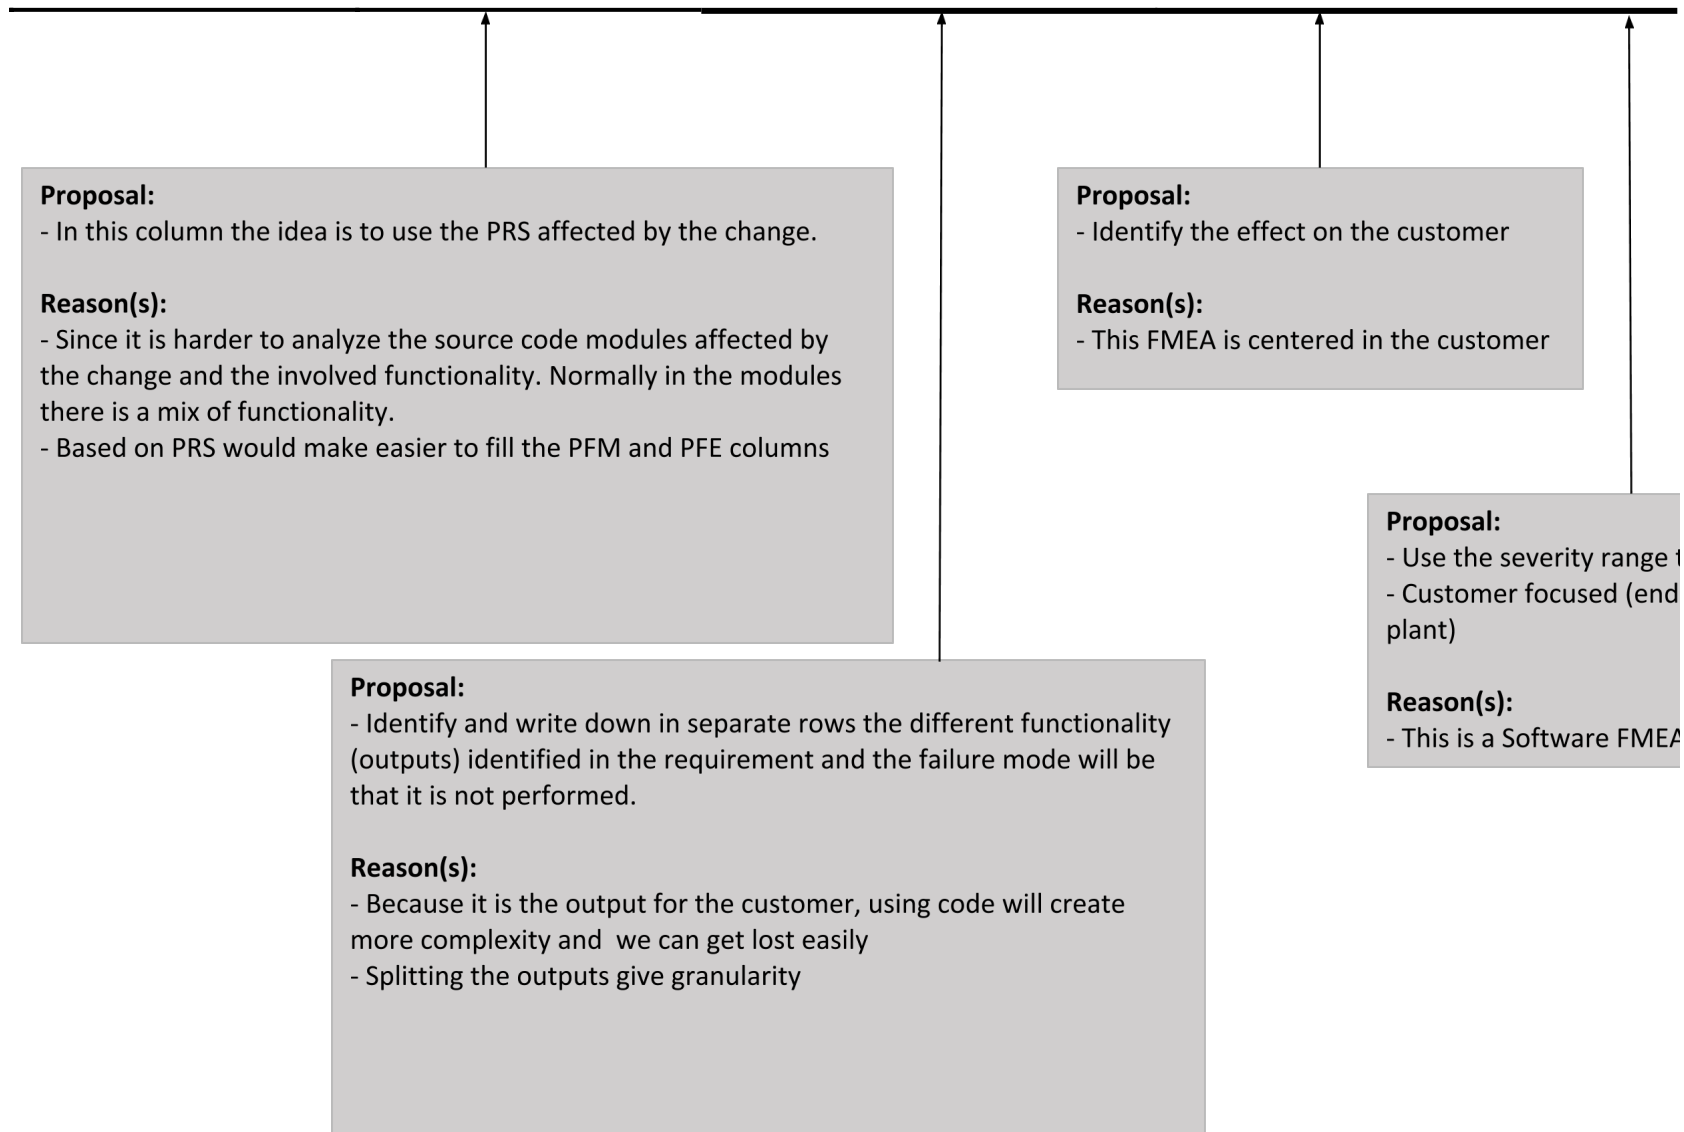 Proposal:
- In this column the idea is to use the PRS affected by the change.
Reason(s):
- Since it is harder to analyze the source code modules affected by
the change and the involved functionality. Normally in the modules
there is a mix of functionality.
- Based on PRS would make easier to fill the PFM and PFE columns
Proposal:
- Identify the effect on the customer
Reason(s):
- This FMEA is centered in the customer
Proposal:
- Use the severity range
- Customer focused (end
plant)
Reason(s):
- This is a Software FMEA
Proposal:
- Identify and write down in separate rows the different functionality
(outputs) identified in the requirement and the failure mode will be
that it is not performed.
Reason(s):
- Because it is the output for the customer, using code will create
more complexity and  we can get lost easily
- Splitting the outputs give granularity